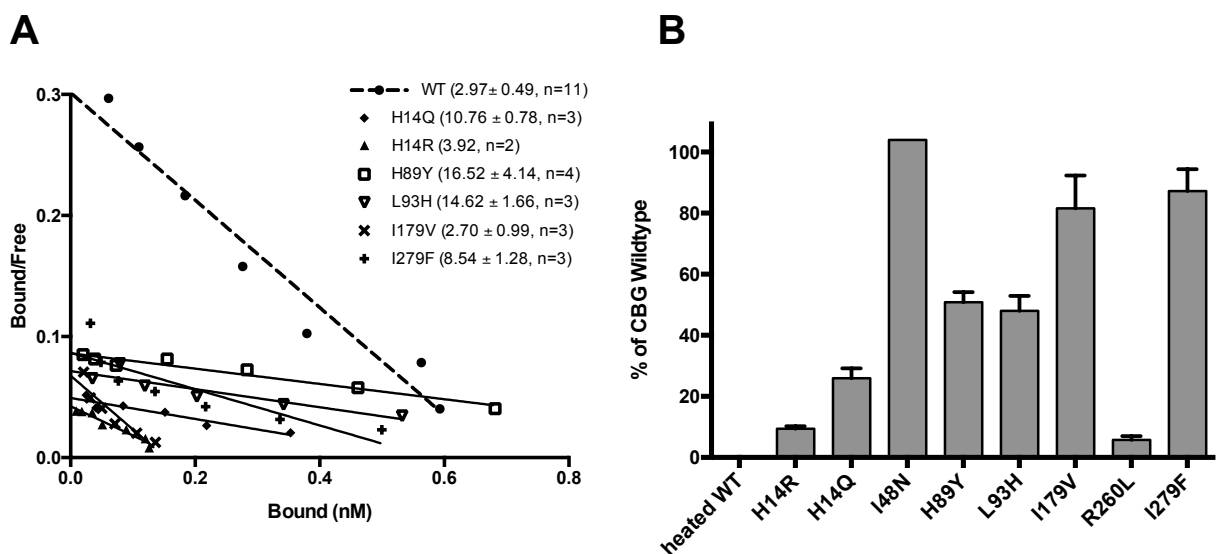 A
B
WT (2.97± 0.49, n=11)
H14Q (10.76 ± 0.78, n=3)
H14R (3.92, n=2)
H89Y (16.52 ± 4.14, n=4)
L93H (14.62 ± 1.66, n=3)
I179V (2.70 ± 0.99, n=3)
I279F (8.54 ± 1.28, n=3)
Bound/Free
0.3
0.2
0.1
0.0
0.0 0.2 0.4 0.6 0.8
Bound (nM)
% of CBG Wildtype
100
80
60
40
20
0
heated WT
H14R
H14Q
I48N
H89Y
L93H
I179V
R260L
I279F